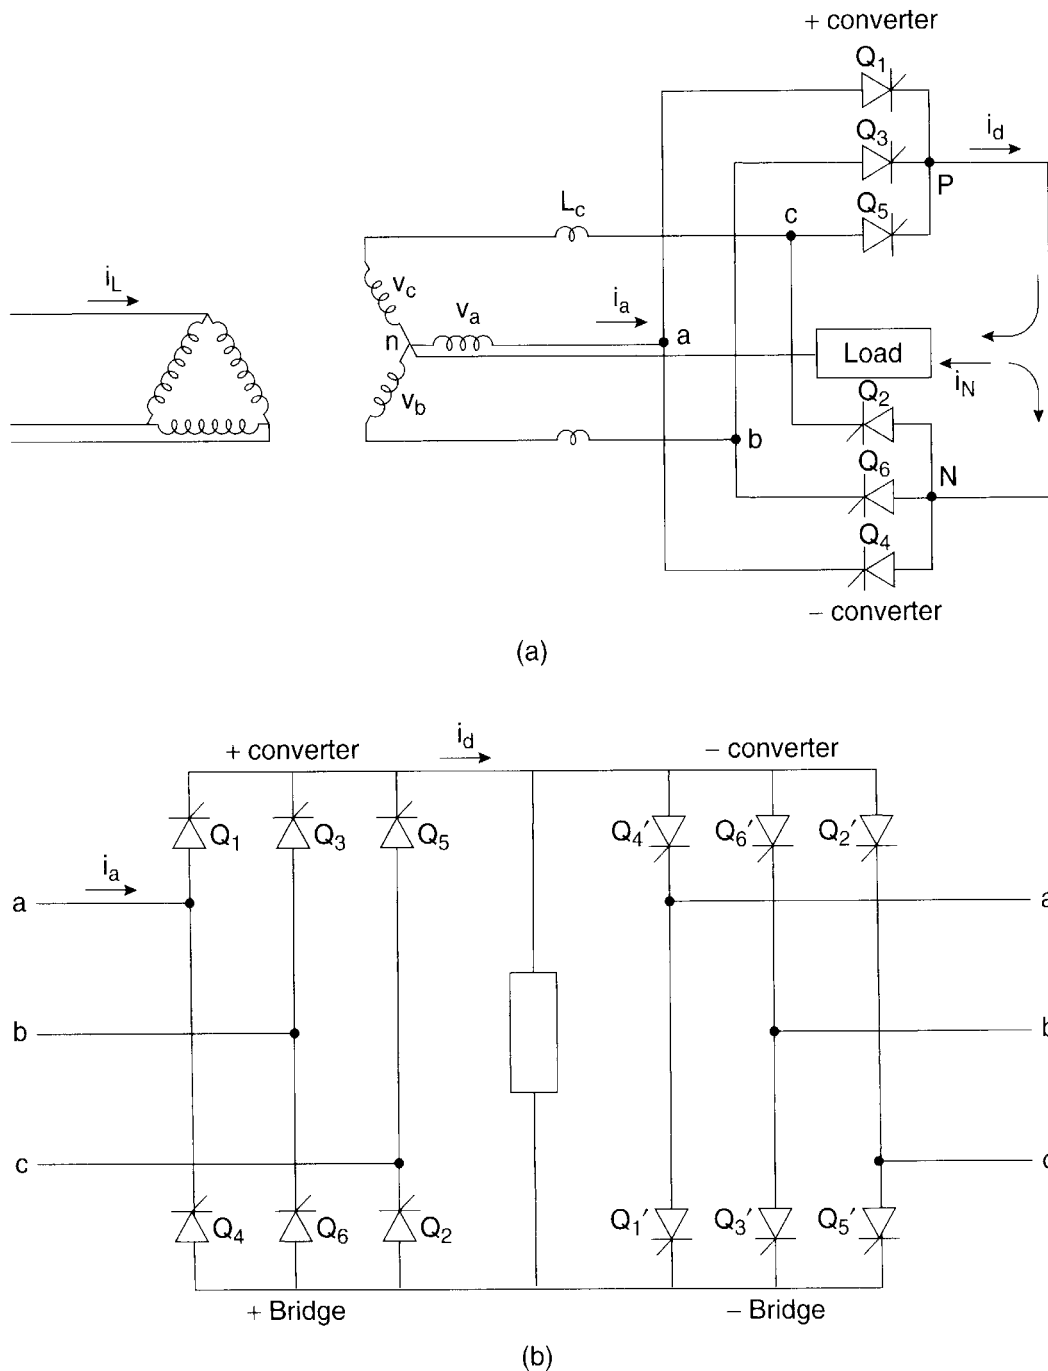 + converter
Q1
Q3
id
P
Q5
Lc
c
iL
vc
va
ia
n
a
Load
iN
vb
Q2
b
Q6
N
Q4
– converter
(a)
+ converter
id
– converter
Q1
Q3
Q5
Q4′
Q6′
Q2′
ia
a
a
b
b
c
c
Q4
Q6
Q2
Q1′
Q3′
Q5′
+ Bridge
– Bridge
(b)